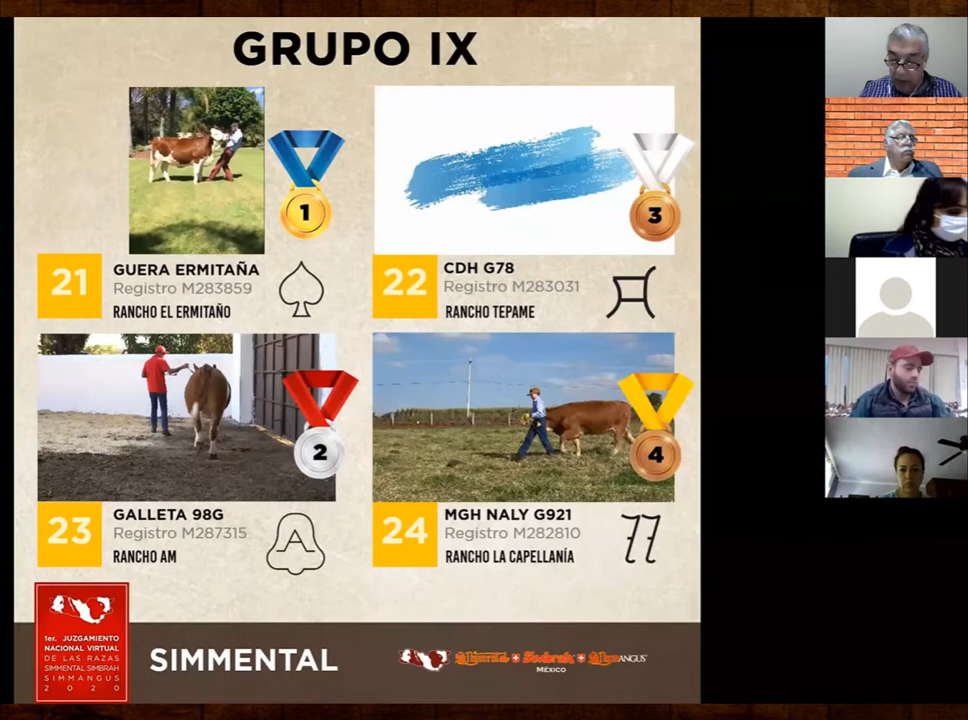 GRUPO IX
1
3
21
GUERA ERMITAÑA
Registro M283859
RANCHO EL ERMITAÑO
22
CDH G78
Registro M283031
RANCHO TEPAME
2
4
23
GALLETA 98G
Registro M287315
RANCHO AM
A
24
MGH NALY G921
Registro M282810
RANCHO LA CAPELLANÍA
1er. JUZGAMIENTO
NACIONAL VIRTUAL
DE LAS RAZAS
SIMMENTAL SIMBRAH
SIMMANGUS
2020
SIMMENTAL
Simbrah
ANGUS
MÉXICO